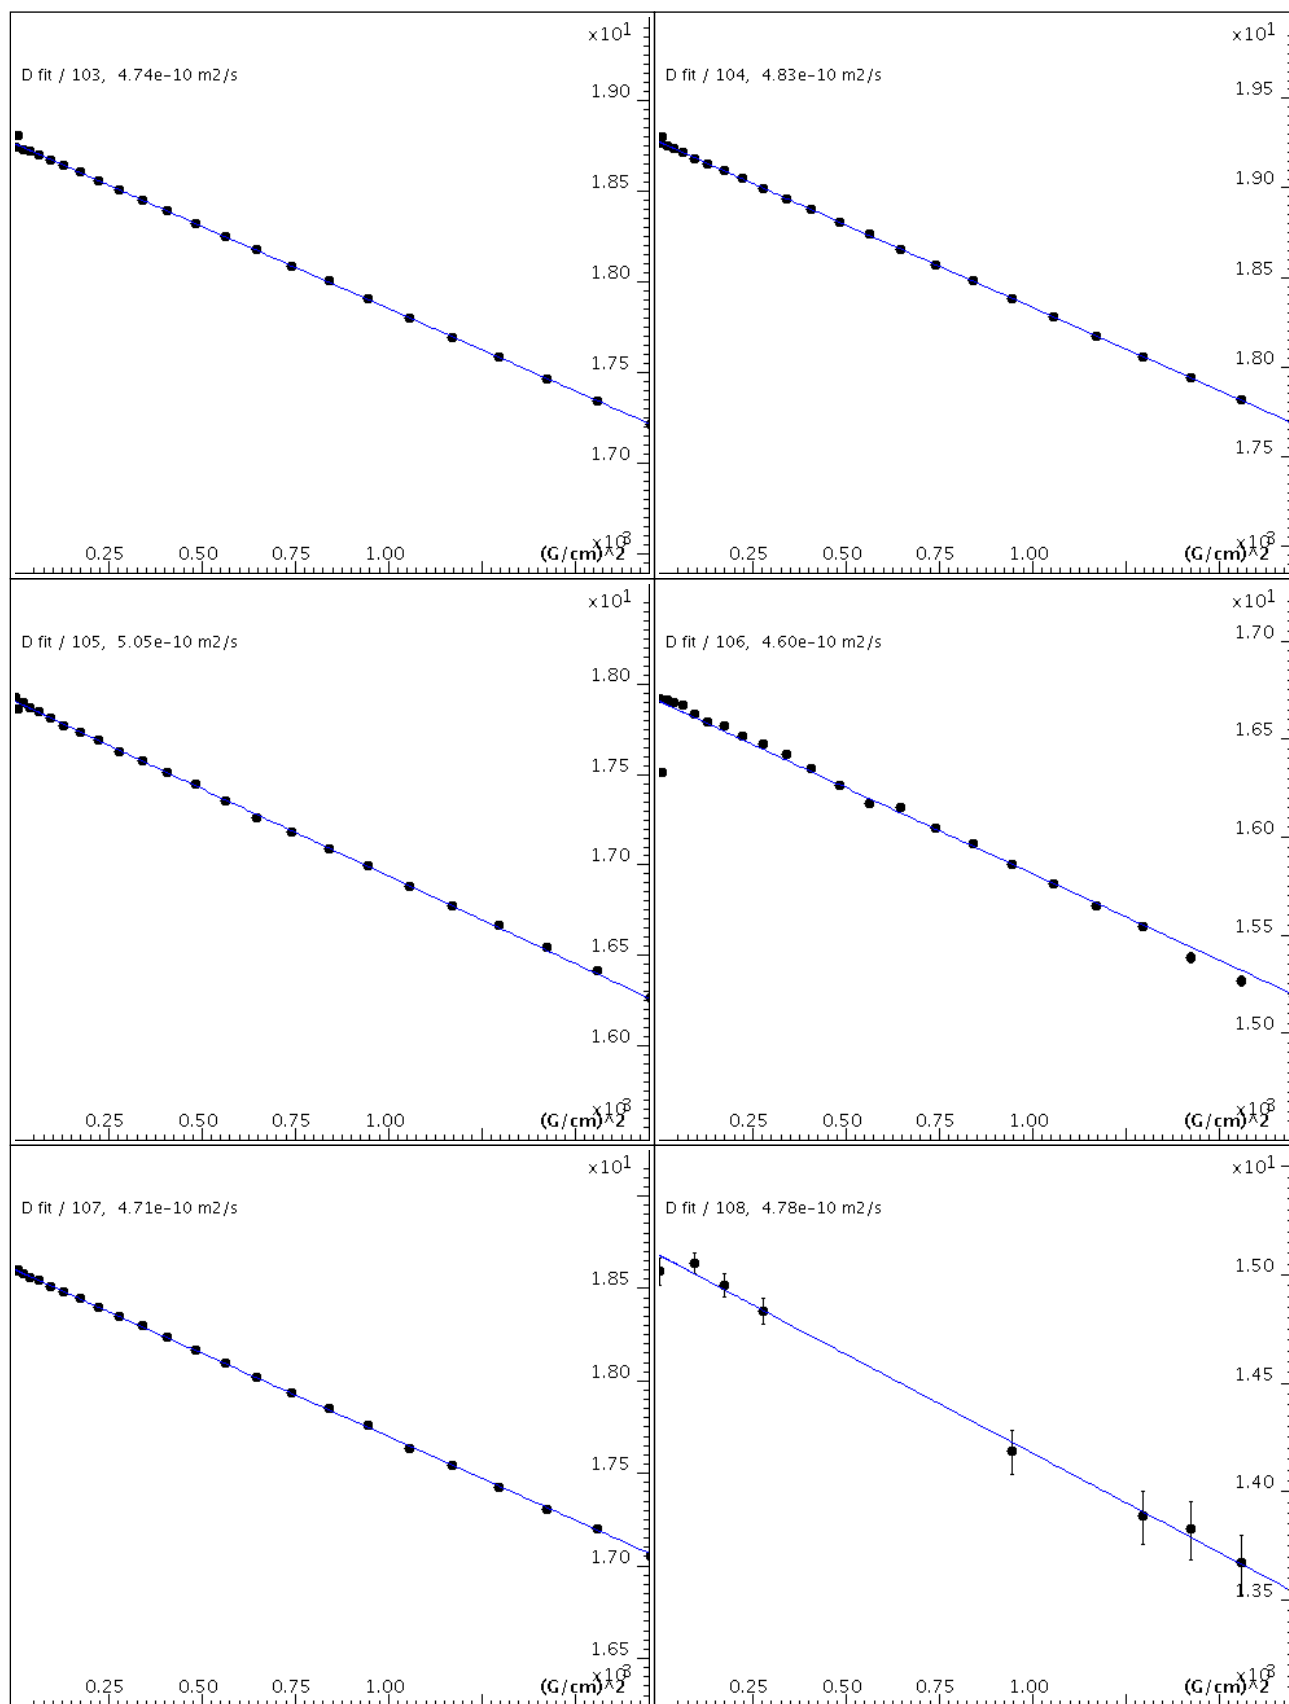 x10¹
D fit / 103, 4.74e-10 m2/s
1.90
1.85
1.80
1.75
1.70
x10³
0.25 0.50 0.75 1.00 (G/cm)^2
x10¹
D fit / 104, 4.83e-10 m2/s
1.95
1.90
1.85
1.80
1.75
x10³
0.25 0.50 0.75 1.00 (G/cm)^2
x10¹
D fit / 105, 5.05e-10 m2/s
1.80
1.75
1.70
1.65
1.60
x10³
0.25 0.50 0.75 1.00 (G/cm)^2
x10¹
D fit / 106, 4.60e-10 m2/s
1.70
1.65
1.60
1.55
1.50
x10³
0.25 0.50 0.75 1.00 (G/cm)^2
x10¹
D fit / 107, 4.71e-10 m2/s
1.85
1.80
1.75
1.70
1.65
x10³
0.25 0.50 0.75 1.00 (G/cm)^2
x10¹
D fit / 108, 4.78e-10 m2/s
1.50
1.45
1.40
1.35
x10³
0.25 0.50 0.75 1.00 (G/cm)^2